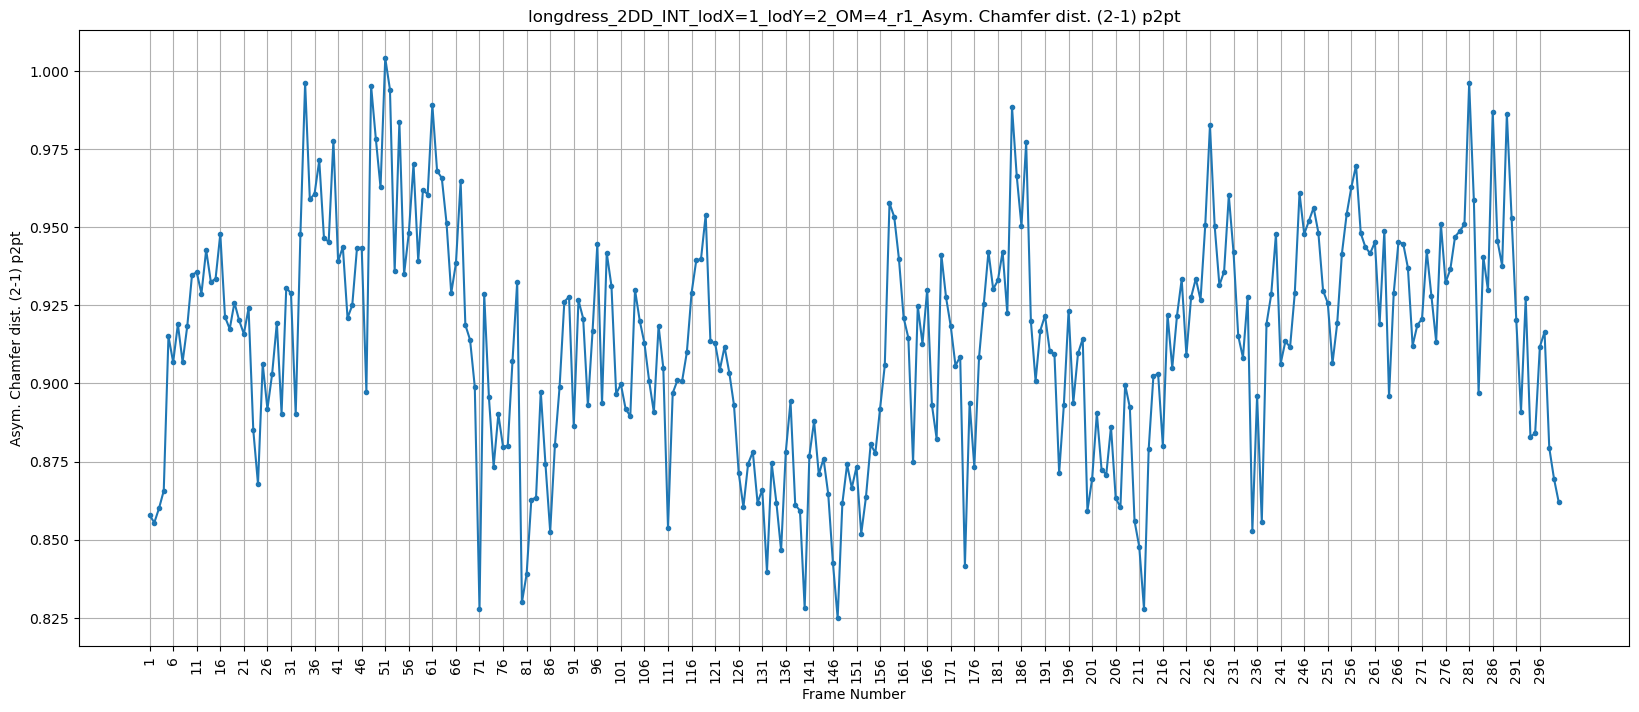 longdress_2DD_INT_lodX=1_lodY=2_OM=4_r1_Asym. Chamfer dist. (2-1) p2pt
Asym. Chamfer dist. (2-1) p2pt
1.000
0.975
0.950
0.925
0.900
0.875
0.850
0.825
1 6 11 16 21 26 31 36 41 46 51 56 61 66 71 76 81 86 91 96 101 106 111 116 121 126 131 136 141 146 151 156 161 166 171 176 181 186 191 196 201 206 211 216 221 226 231 236 241 246 251 256 261 266 271 276 281 286 291 296
Frame Number